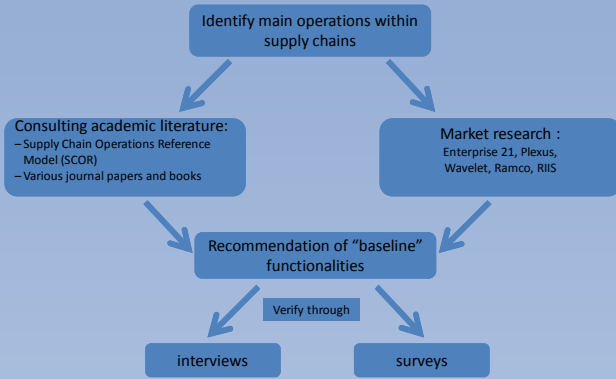 Identify main operations within
supply chains
Consulting academic literature:
– Supply Chain Operations Reference
Model (SCOR)
– Various journal papers and books
Market research :
Enterprise 21, Plexus,
Wavelet, Ramco, RIIS
Recommendation of “baseline”
functionalities
Verify through
interviews
surveys